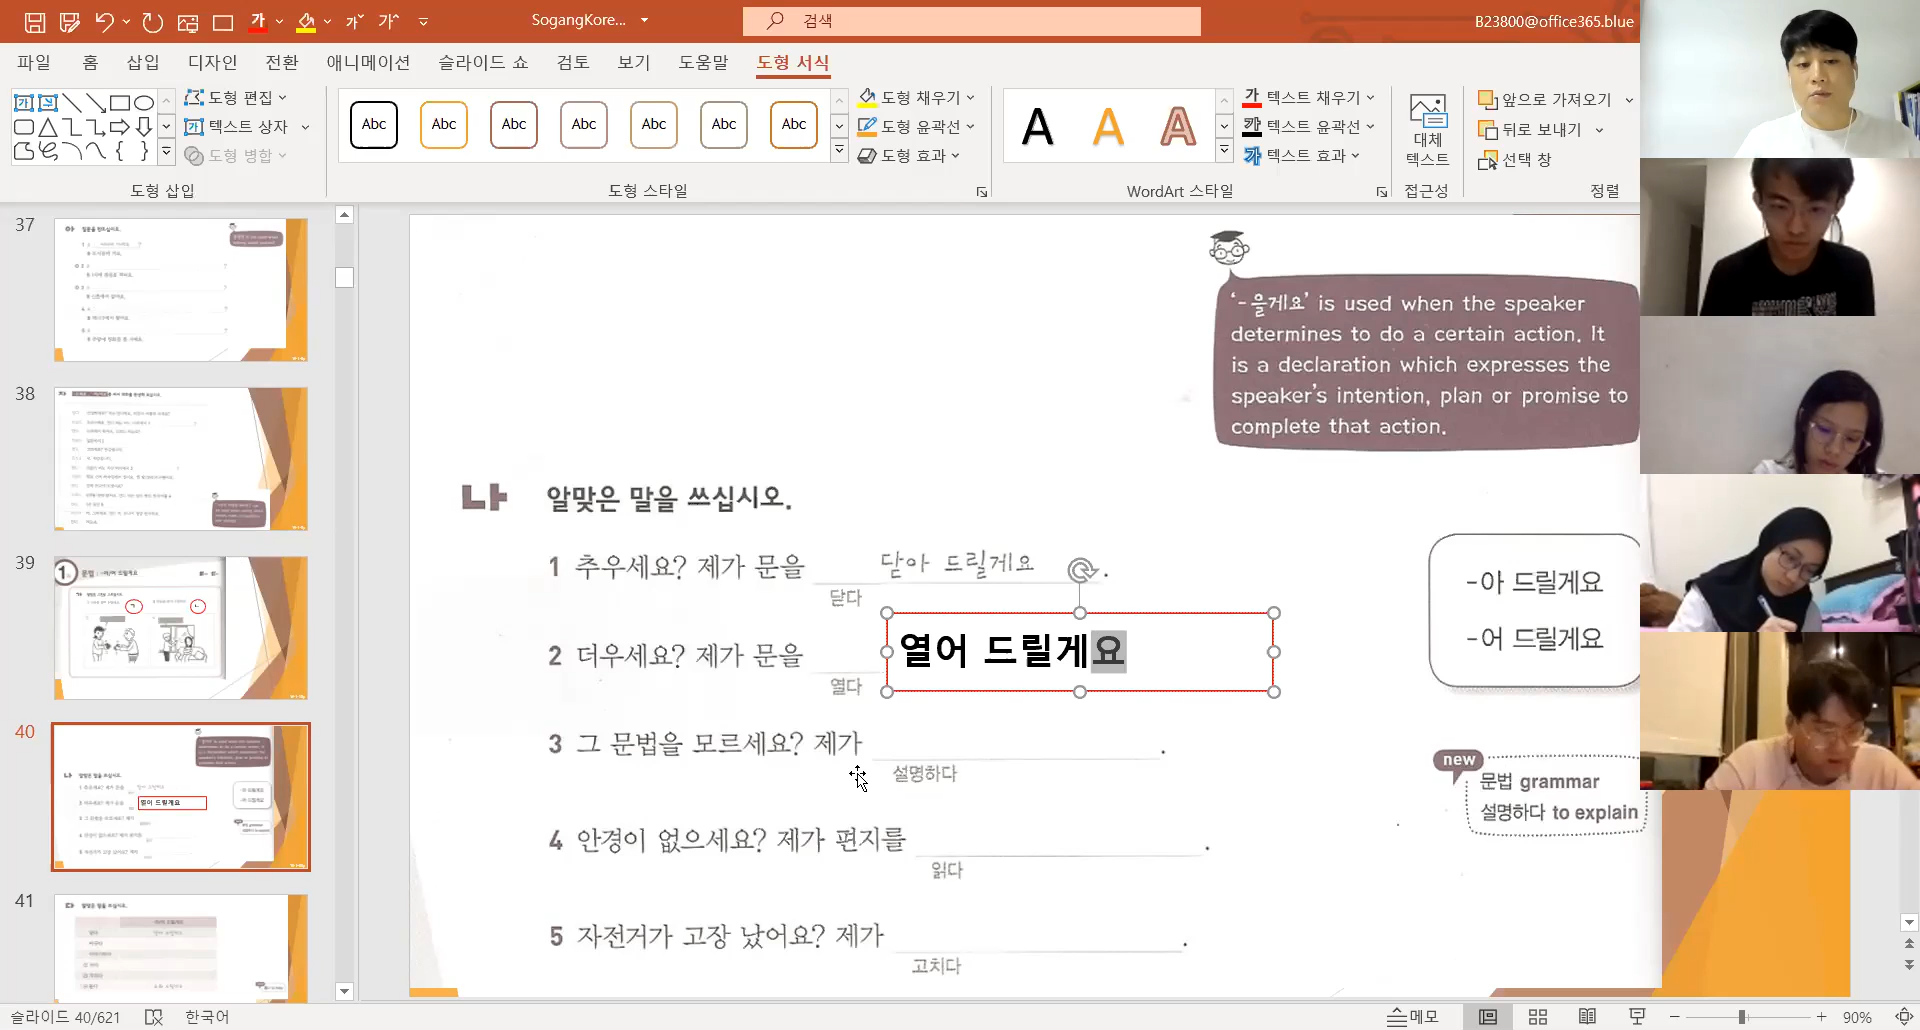 SogangKore...
검색
B23800@office365.blue
파일 홈 삽입 디자인 전환 애니메이션 슬라이드 쇼 검토 보기 도움말 도형 서식
도형 편집
텍스트 상자
도형 병합
도형 삽입
Abc Abc Abc Abc Abc Abc Abc
도형 채우기
도형 윤곽선
도형 효과
도형 스타일
A A A
텍스트 채우기
텍스트 윤곽선
텍스트 효과
WordArt 스타일
대체
텍스트
접근성
앞으로 가져오기
뒤로 보내기
선택 창
정렬
37
38
39
40
41
'-을게요' is used when the speaker
determines to do a certain action. It
is a declaration which expresses the
speaker's intention, plan or promise to
complete that action.
나 알맞은 말을 쓰십시오.
1 추우세요? 제가 문을 닫아 드릴게요.
닫다
2 더우세요? 제가 문을 열어 드릴게요
열다
3 그 문법을 모르세요? 제가 .
설명하다
4 안경이 없으세요? 제가 편지를 .
읽다
5 자전거가 고장 났어요? 제가 .
고치다
-아 드릴게요
-어 드릴게요
new
문법 grammar
설명하다 to explain
슬라이드 40/621 한국어
메모
90%